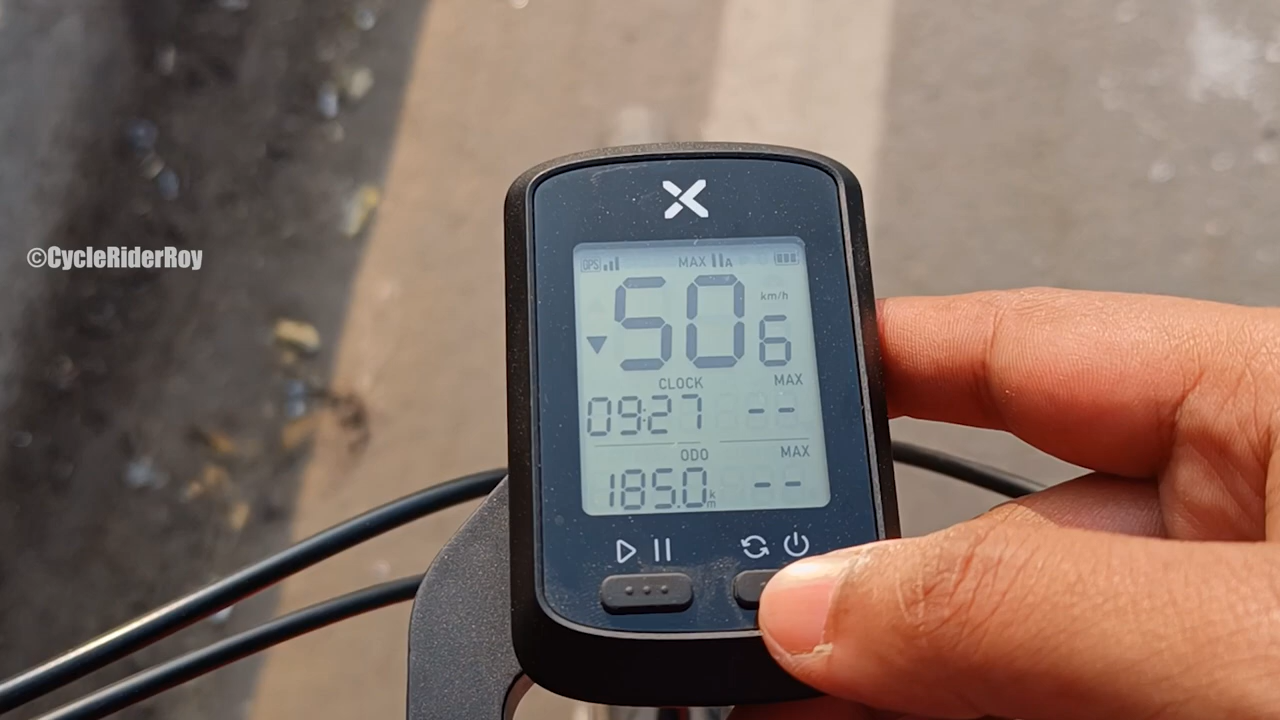 ©CycleRiderRoy
GPS MAX A
50 6 km/h
CLOCK MAX
09:27 --
ODO MAX
185.0 km --